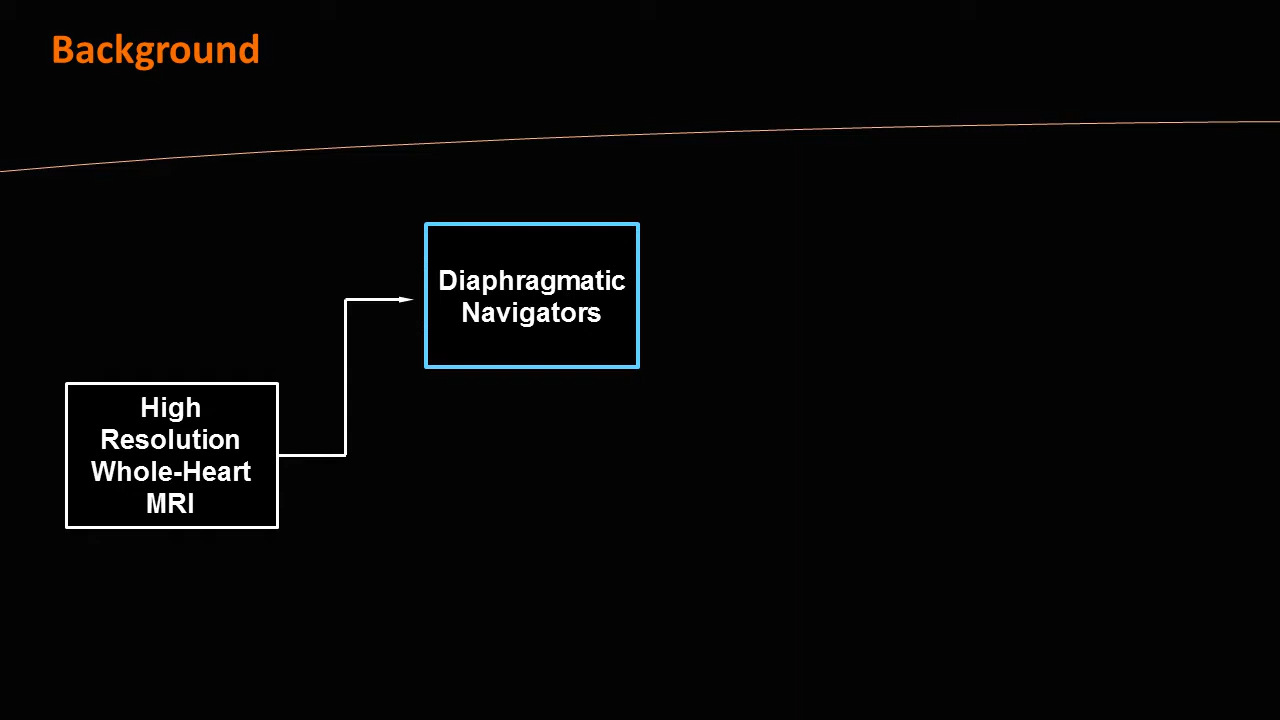 Background
Diaphragmatic
Navigators
High
Resolution
Whole-Heart
MRI